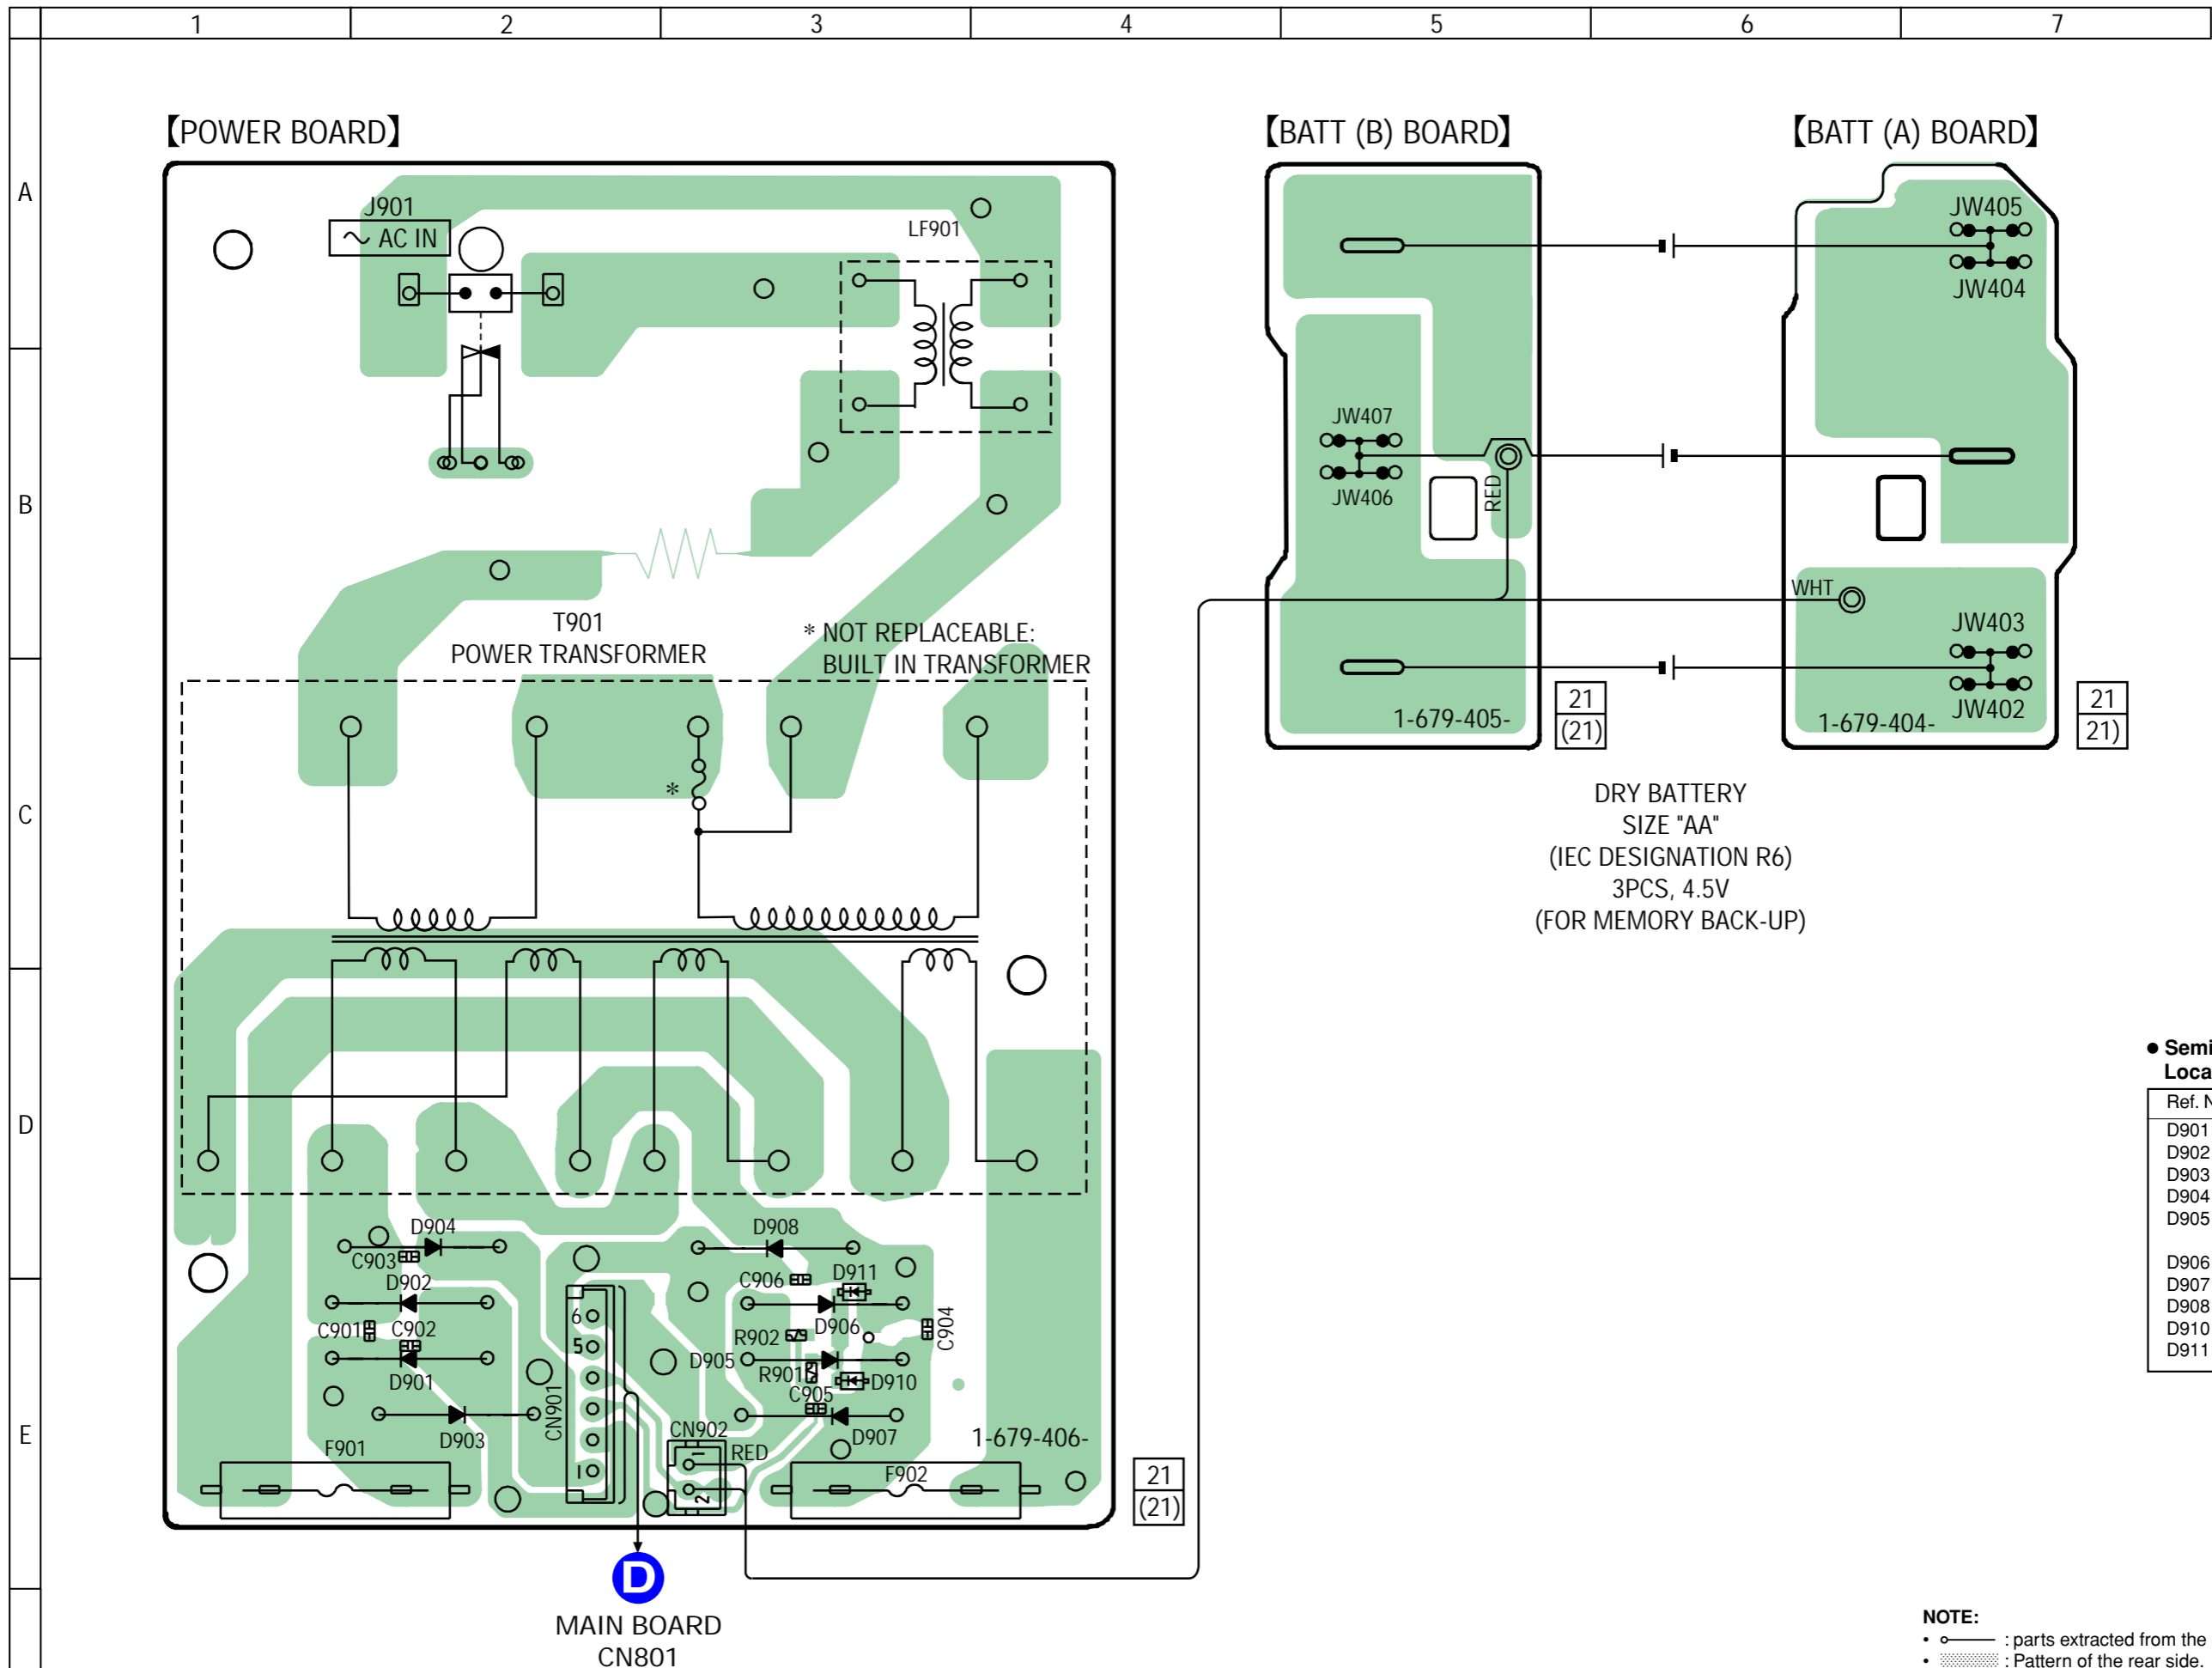 1 2 3 4 5 6 7
A
B
C
D
E
【POWER BOARD】
J901
AC IN
LF901
T901
POWER TRANSFORMER
* NOT REPLACEABLE:
BUILT IN TRANSFORMER
*
D904
C903
D902
C901
C902
D901
D903
F901
CN901
6
5
1
D908
C906
D911
D906
C904
R902
D905
R901
D910
C905
D907
CN902
1
RED
2
F902
1-679-406-
21
(21)
D
MAIN BOARD
CN801
【BATT (B) BOARD】
JW407
JW406
RED
1-679-405-
21
(21)
【BATT (A) BOARD】
JW405
JW404
WHT
JW403
JW402
1-679-404-
21
21)
DRY BATTERY
SIZE "AA"
(IEC DESIGNATION R6)
3PCS, 4.5V
(FOR MEMORY BACK-UP)
● Semi
Loca
Ref. N
D901
D902
D903
D904
D905
D906
D907
D908
D910
D911
NOTE:
• : parts extracted from the
• : Pattern of the rear side.